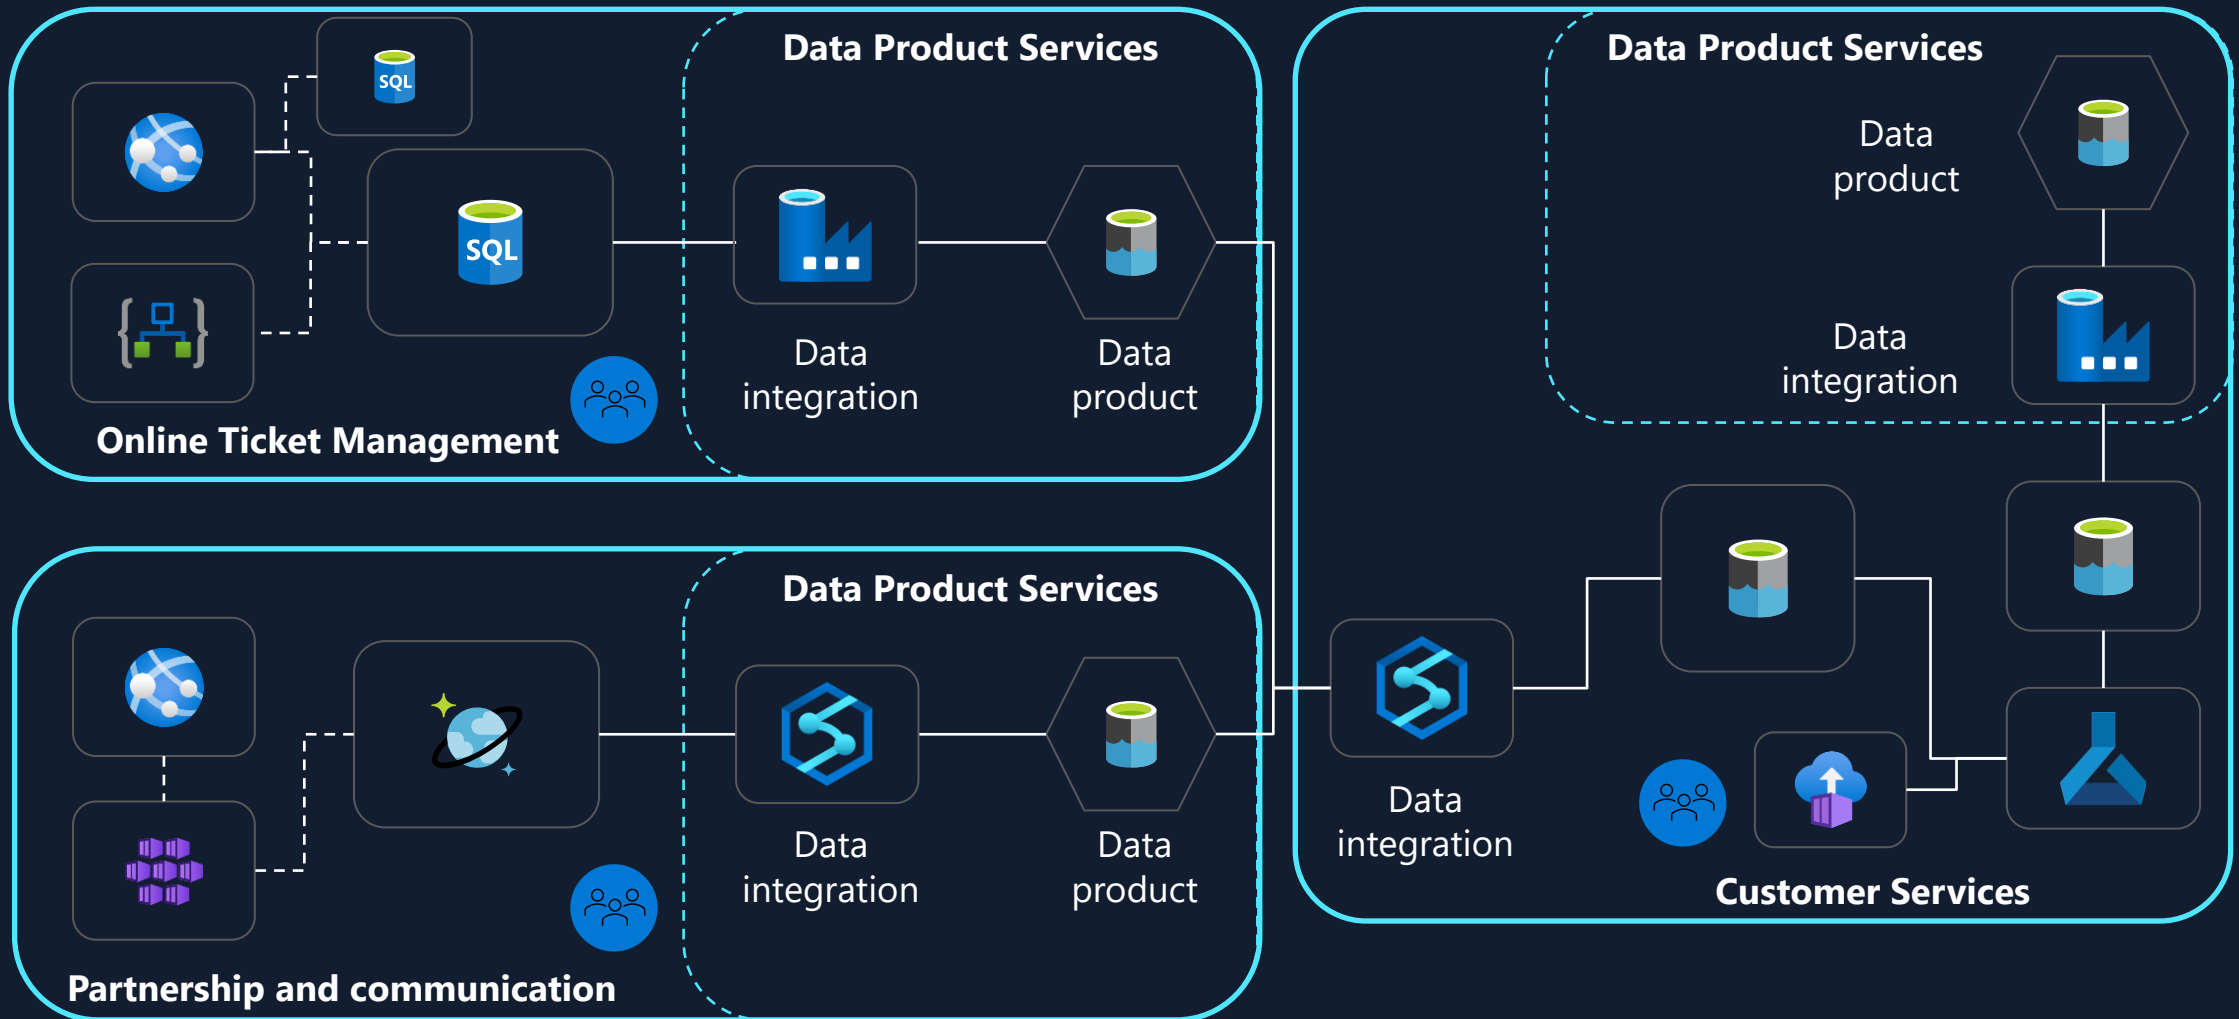 SQL
SQL
Data Product Services
Data
integration
Data
product
Online Ticket Management
Data Product Services
Data
integration
Data
product
Partnership and communication
Data Product Services
Data
product
Data
integration
Data
integration
Customer Services